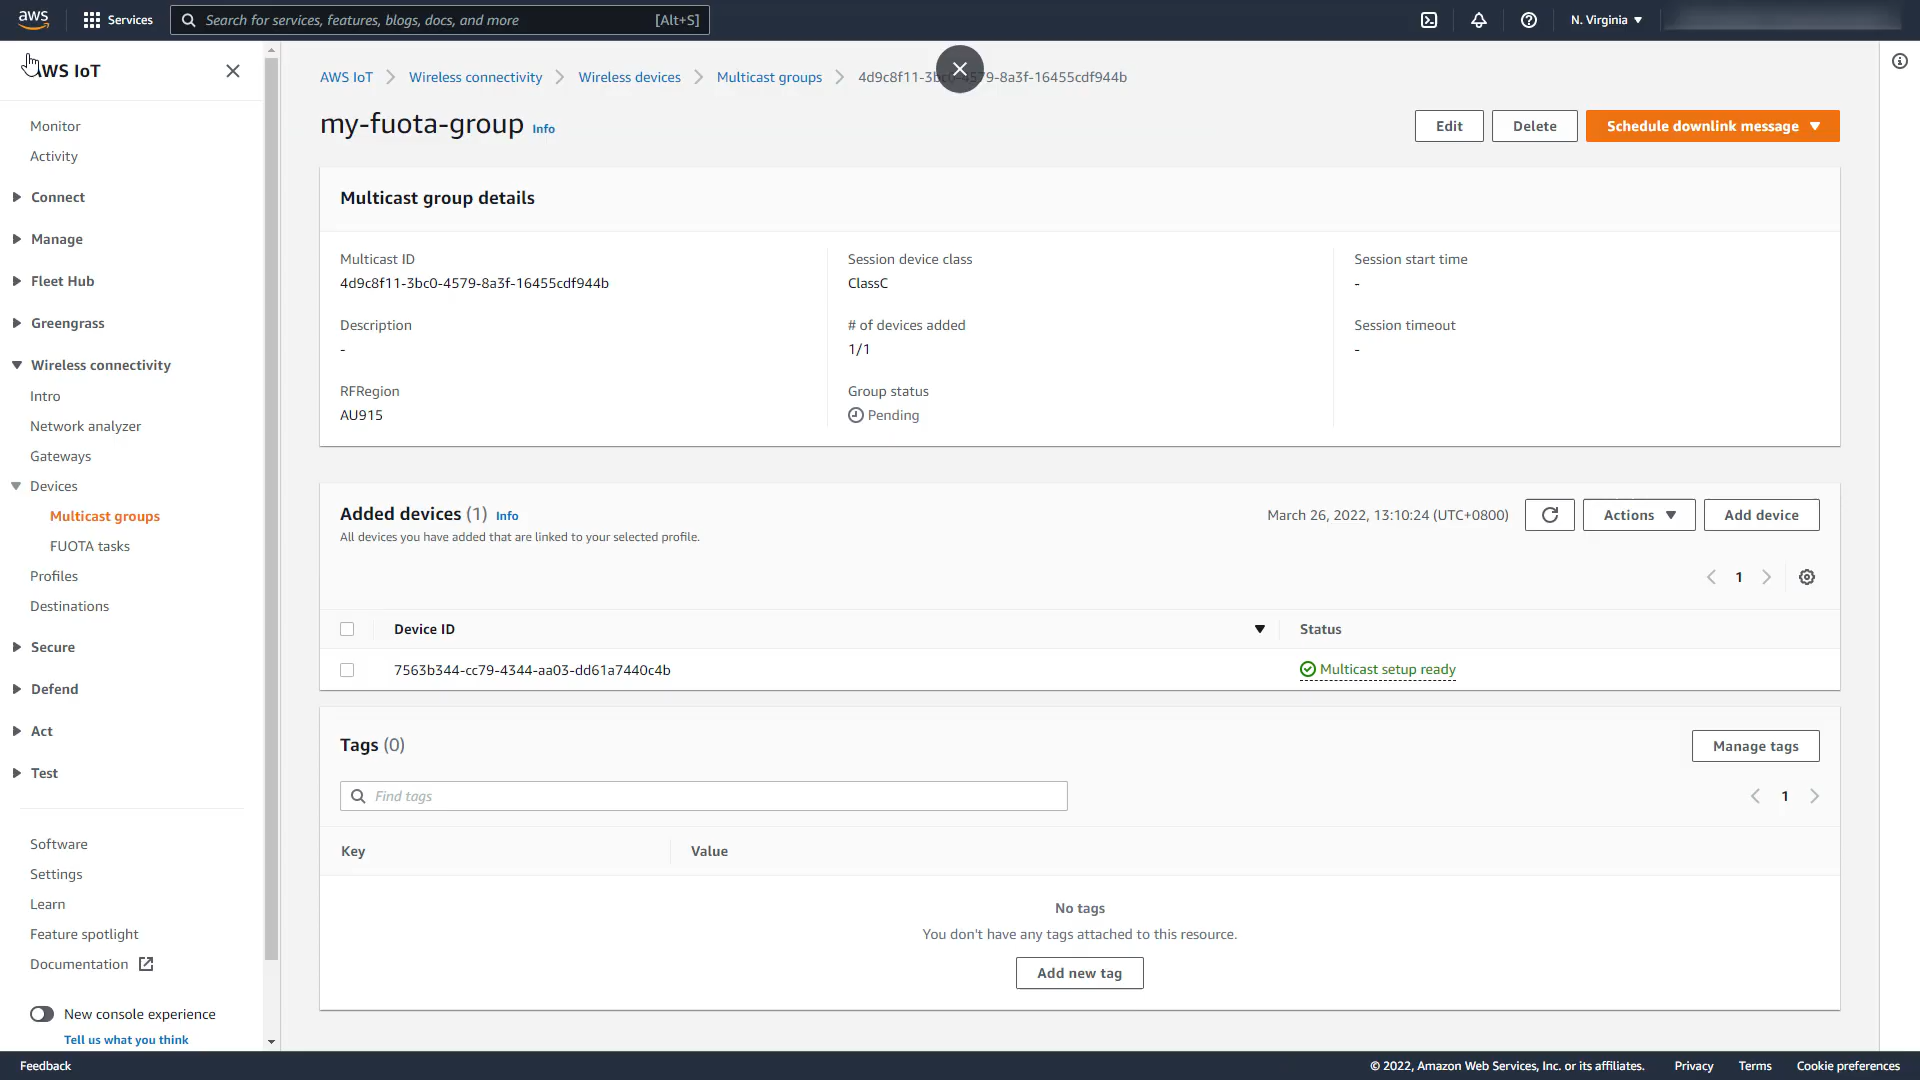 aws
Services
Search for services, features, blogs, docs, and more
[Alt+S]
N. Virginia
AWS IoT
Monitor
Activity
Connect
Manage
Fleet Hub
Greengrass
Wireless connectivity
Intro
Network analyzer
Gateways
Devices
Multicast groups
FUOTA tasks
Profiles
Destinations
Secure
Defend
Act
Test
Software
Settings
Learn
Feature spotlight
Documentation
New console experience
Tell us what you think
AWS IoT
Wireless connectivity
Wireless devices
Multicast groups
4d9c8f11-3bc0-4579-8a3f-16455cdf944b
my-fuota-group Info
Edit
Delete
Schedule downlink message
Multicast group details
Multicast ID
4d9c8f11-3bc0-4579-8a3f-16455cdf944b
Description
-
RFRegion
AU915
Session device class
ClassC
# of devices added
1/1
Group status
Pending
Session start time
-
Session timeout
-
Added devices (1) Info
All devices you have added that are linked to your selected profile.
March 26, 2022, 13:10:24 (UTC+0800)
Actions
Add device
1
Device ID
Status
7563b344-cc79-4344-aa03-dd61a7440c4b
Multicast setup ready
Tags (0)
Manage tags
Find tags
1
Key
Value
No tags
You don't have any tags attached to this resource.
Add new tag
Feedback
© 2022, Amazon Web Services, Inc. or its affiliates.
Privacy
Terms
Cookie preferences